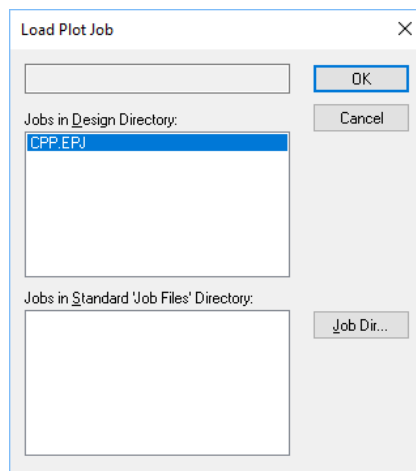 Load Plot Job
OK
Jobs in Design Directory:
Cancel
CPP.EPJ
Jobs in Standard 'Job Files' Directory:
Job Dir...